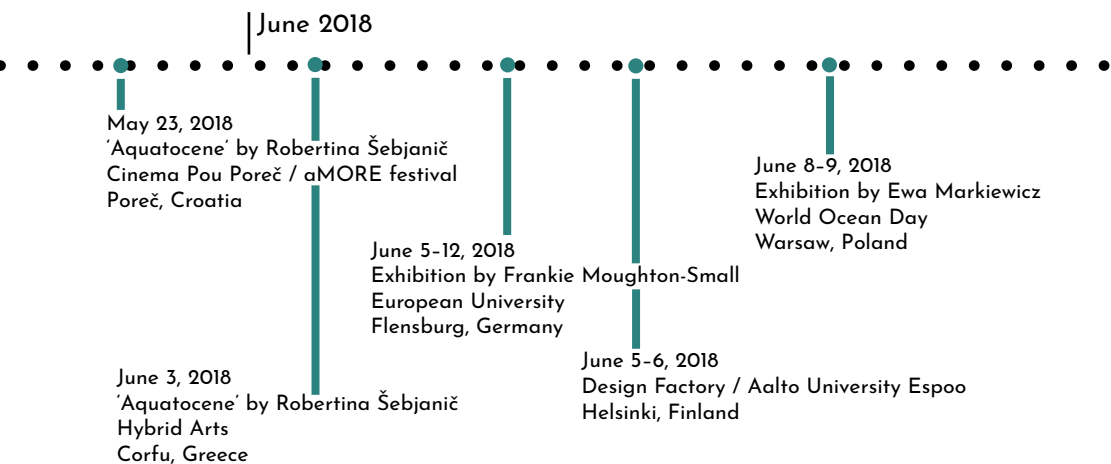 June 2018
May 23, 2018
‘Aquatocene’ by Robertina Šebjanič
Cinema Pou Poreč / aMORE festival
Poreč, Croatia
June 3, 2018
‘Aquatocene’ by Robertina Šebjanič
Hybrid Arts
Corfu, Greece
June 5–12, 2018
Exhibition by Frankie Moughton-Small
European University
Flensburg, Germany
June 5–6, 2018
Design Factory / Aalto University Espoo
Helsinki, Finland
June 8–9, 2018
Exhibition by Ewa Markiewicz
World Ocean Day
Warsaw, Poland